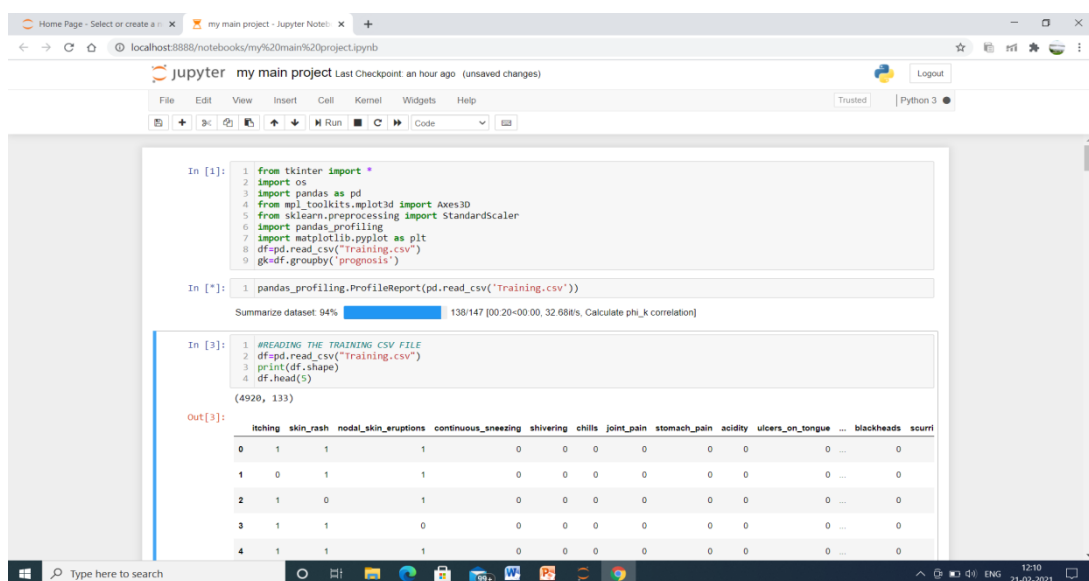 Home Page - Select or create a n
my main project - Jupyter Noteb
localhost:8888/notebooks/my%20main%20project.ipynb
jupyter my main project Last Checkpoint: an hour ago (unsaved changes)
Logout
File Edit View Insert Cell Kernel Widgets Help
Trusted
Python 3
Run
Code
In [1]:
1 from tkinter import *
2 import os
3 import pandas as pd
4 from mpl_toolkits.mplot3d import Axes3D
5 from sklearn.preprocessing import StandardScaler
6 import pandas_profiling
7 import matplotlib.pyplot as plt
8 df=pd.read_csv("Training.csv")
9 gk=df.groupby('prognosis')
In [*]:
1 pandas_profiling.ProfileReport(pd.read_csv('Training.csv'))
Summarize dataset: 94% 138/147 [00:20<00:00, 32.68it/s, Calculate phi_k correlation]
In [3]:
1 #READING THE TRAINING CSV FILE
2 df=pd.read_csv("Training.csv")
3 print(df.shape)
4 df.head(5)
(4920, 133)
Out[3]:
itching skin_rash nodal_skin_eruptions continuous_sneezing shivering chills joint_pain stomach_pain acidity ulcers_on_tongue ... blackheads scurri
0 1 1 1 0 0 0 0 0 0 0 ... 0
1 0 1 1 0 0 0 0 0 0 0 ... 0
2 1 0 1 0 0 0 0 0 0 0 ... 0
3 1 1 0 0 0 0 0 0 0 0 ... 0
4 1 1 1 0 0 0 0 0 0 0 ... 0
Type here to search
99+
ENG
12:10
21-02-2021